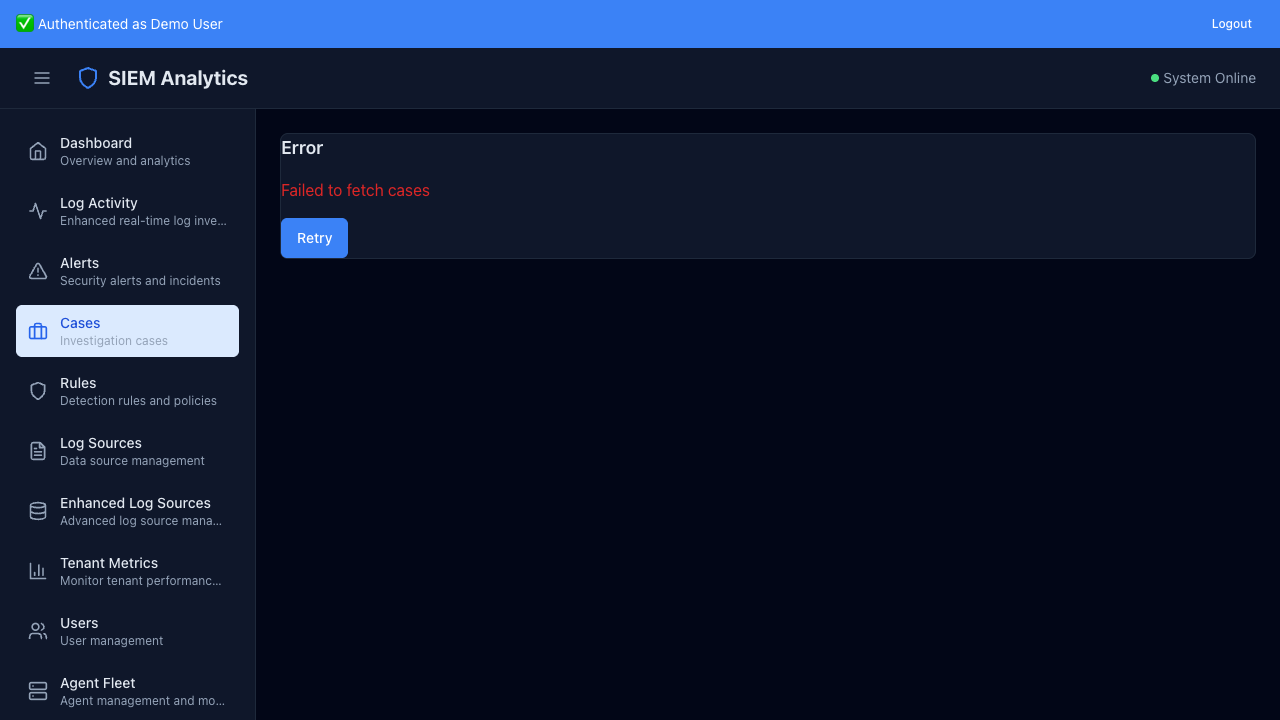 ✅ Authenticated as Demo User
Logout
SIEM Analytics
System Online
Dashboard
Overview and analytics
Log Activity
Enhanced real-time log inve...
Alerts
Security alerts and incidents
Cases
Investigation cases
Rules
Detection rules and policies
Log Sources
Data source management
Enhanced Log Sources
Advanced log source mana...
Tenant Metrics
Monitor tenant performanc...
Users
User management
Agent Fleet
Agent management and mo...
Error
Failed to fetch cases
Retry